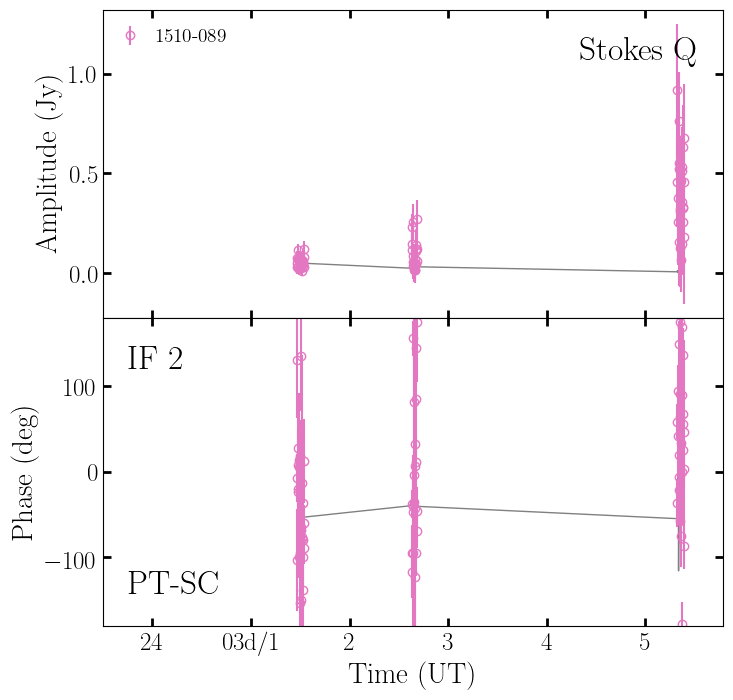 1510-089
Stokes Q
Amplitude (Jy)
1.0
0.5
0.0
IF 2
PT-SC
Phase (deg)
100
0
−100
24 03d/1 2 3 4 5
Time (UT)